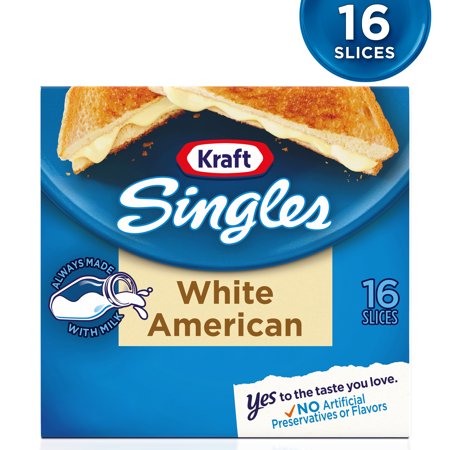 16
SLICES
Kraft
Singles
ALWAYS MADE
WITH MILK
White
American
16
SLICES
yes to the taste you love.
✓NO Artificial
Preservatives or Flavors